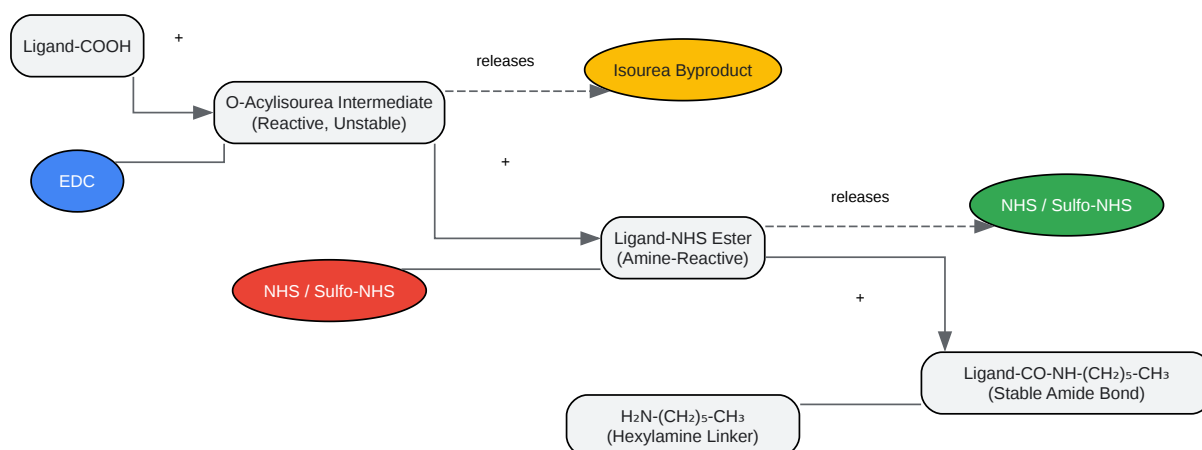 Ligand-COOH
+
releases
Isourea Byproduct
O-Acylisourea Intermediate
(Reactive, Unstable)
EDC
+
releases
NHS / Sulfo-NHS
Ligand-NHS Ester
(Amine-Reactive)
NHS / Sulfo-NHS
+
Ligand-CO-NH-(CH₂)₅-CH₃
(Stable Amide Bond)
H₂N-(CH₂)₅-CH₃
(Hexylamine Linker)